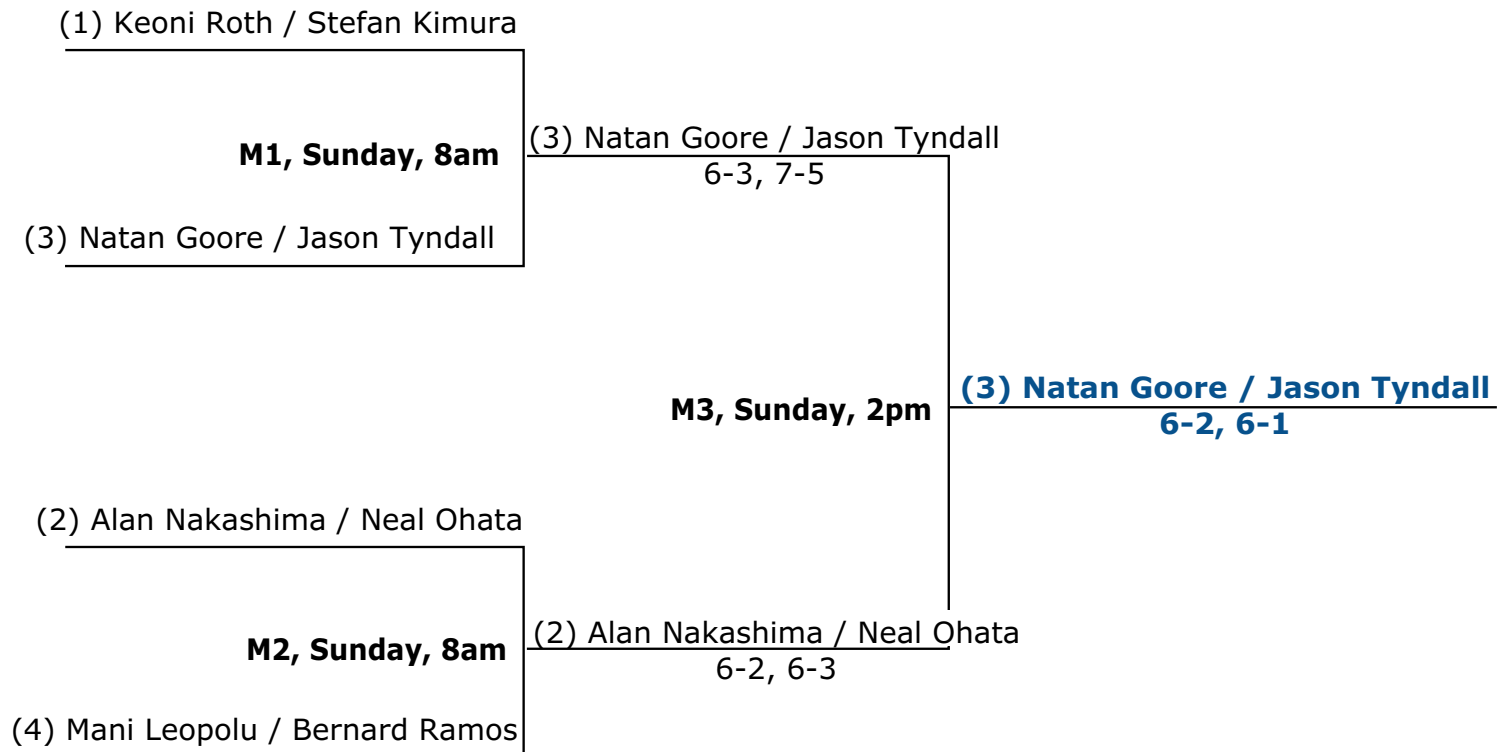 (1) Keoni Roth / Stefan Kimura
M1, Sunday, 8am
(3) Natan Goore / Jason Tyndall
6-3, 7-5
(3) Natan Goore / Jason Tyndall
M3, Sunday, 2pm
(3) Natan Goore / Jason Tyndall
6-2, 6-1
(2) Alan Nakashima / Neal Ohata
M2, Sunday, 8am
(2) Alan Nakashima / Neal Ohata
6-2, 6-3
(4) Mani Leopolu / Bernard Ramos